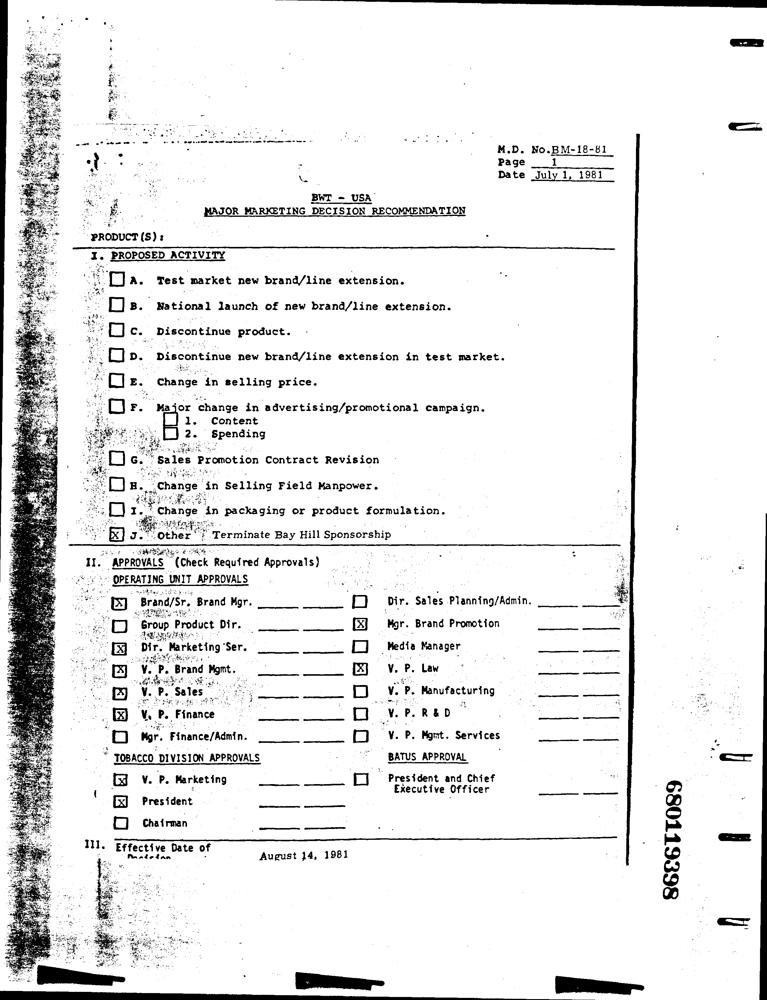 M.D. No. BM-18-81
Page 1
Date July 1, 1981
BWT - USA
MAJOR MARKETING DECISION RECOMMENDATION
PRODUCT(S):
I. PROPOSED ACTIVITY
A. Test market new brand/line extension.
B. National launch of new brand/line extension.
C. Discontinue product.
D. Discontinue new brand/line extension in test market.
E. Change in selling price.
F. Major change in advertising/promotional campaign.
1. Content
2. Spending
G. Sales Promotion Contract Revision
H. Change in Selling Field Manpower.
I. Change in packaging or product formulation.
X J. Other Terminate Bay Hill Sponsorship
II. APPROVALS (Check Required Approvals)
OPERATING UNIT APPROVALS
X Brand/Sr. Brand Mgr. Dir. Sales Planning/Admin.
Group Product Dir. X Mgr. Brand Promotion
X Dir. Marketing Ser. Media Manager
X V. P. Brand Mgmt. X V. P. Law
X V. P. Sales V. P. Manufacturing
X V. P. Finance V. P. R & D
Mgr. Finance/Admin. V. P. Mgmt. Services
TOBACCO DIVISION APPROVALS BATUS APPROVAL
X V. P. Marketing President and Chief
Executive Officer
X President
Chairman
III. Effective Date of
Decision August 14, 1981
680119398